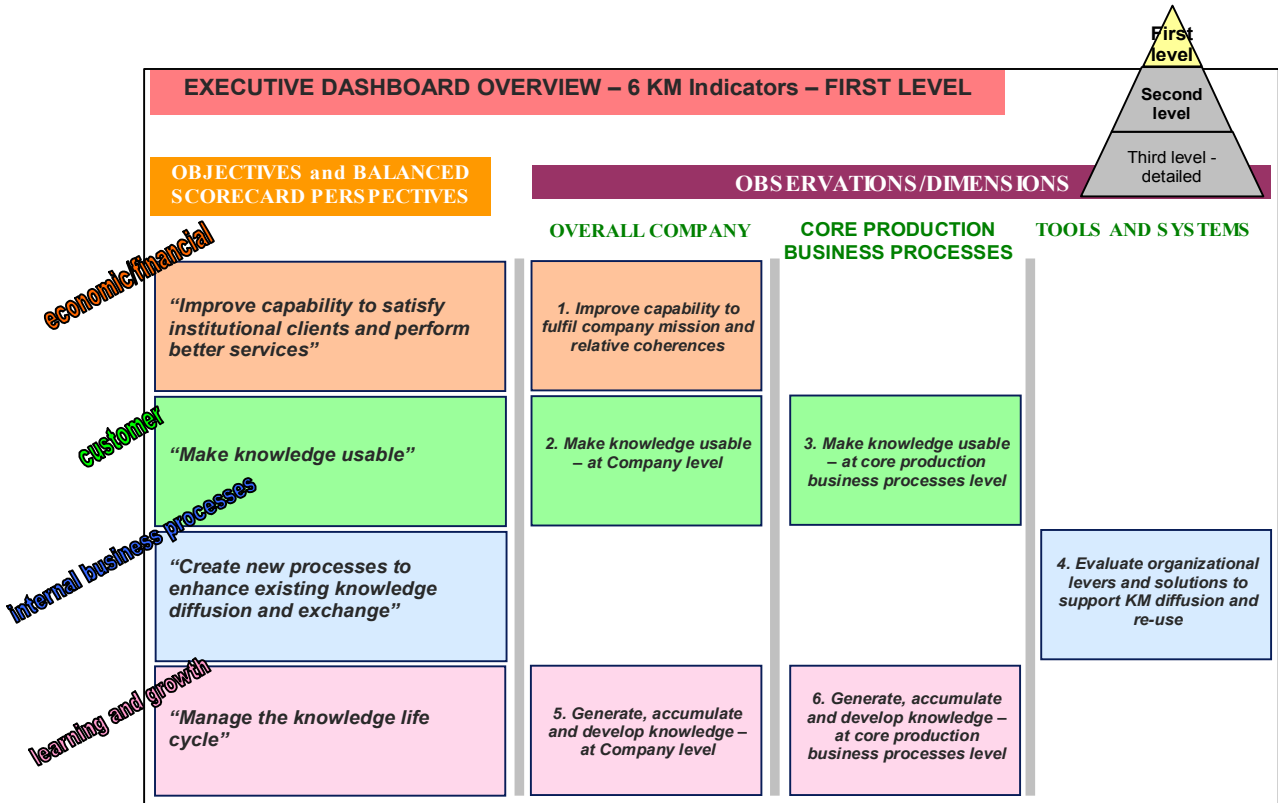 First
level
Second
level
Third level -
detailed
EXECUTIVE DASHBOARD OVERVIEW – 6 KM Indicators – FIRST LEVEL
OBJECTIVES and BALANCED
SCORECARD PERSPECTIVES
OBSERVATIONS/DIMENSIONS
OVERALL COMPANY
CORE PRODUCTION
BUSINESS PROCESSES
TOOLS AND SYSTEMS
economic/financial
“Improve capability to satisfy
institutional clients and perform
better services”
1. Improve capability to
fulfil company mission and
relative coherences
customer
“Make knowledge usable”
2. Make knowledge usable
– at Company level
3. Make knowledge usable
– at core production
business processes level
internal business processes
“Create new processes to
enhance existing knowledge
diffusion and exchange”
4. Evaluate organizational
levers and solutions to
support KM diffusion and
re-use
learning and growth
“Manage the knowledge life
cycle”
5. Generate, accumulate
and develop knowledge –
at Company level
6. Generate, accumulate
and develop knowledge –
at core production
business processes level